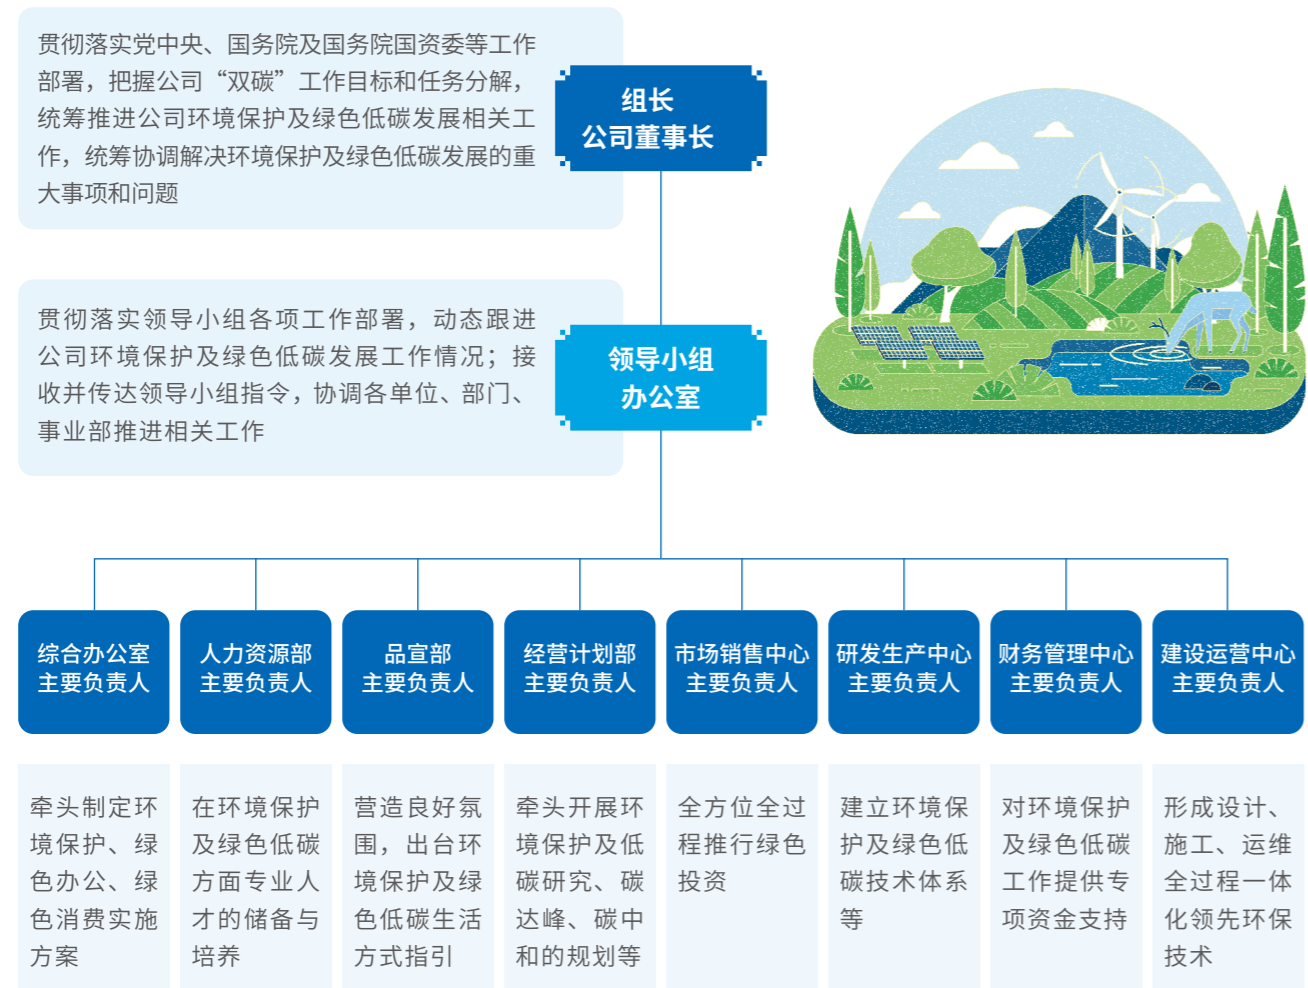 贯彻落实党中央、国务院及国务院国资委等工作
部署，把握公司“双碳”工作目标和任务分解，
统筹推进公司环境保护及绿色低碳发展相关工
作，统筹协调解决环境保护及绿色低碳发展的重
大事项和问题
组长
公司董事长
贯彻落实领导小组各项工作部署，动态跟进
公司环境保护及绿色低碳发展工作情况；接
收并传达领导小组指令，协调各单位、部门、
事业部推进相关工作
领导小组
办公室
综合办公室
主要负责人
人力资源部
主要负责人
品宣部
主要负责人
经营计划部
主要负责人
市场销售中心
主要负责人
研发生产中心
主要负责人
财务管理中心
主要负责人
建设运营中心
主要负责人
牵头制定环
境保护、绿
色办公、绿
色消费实施
方案
在环境保护
及绿色低碳
方面专业人
才的储备与
培养
营造良好氛
围，出台环
境保护及绿
色低碳生活
方式指引
牵头开展环
境保护及低
碳研究、碳
达峰、碳中
和的规划等
全方位全过
程推行绿色
投资
建立环境保
护及绿色低
碳技术体系
等
对环境保护
及绿色低碳
工作提供专
项资金支持
形成设计、
施工、运维
全过程一体
化领先环保
技术